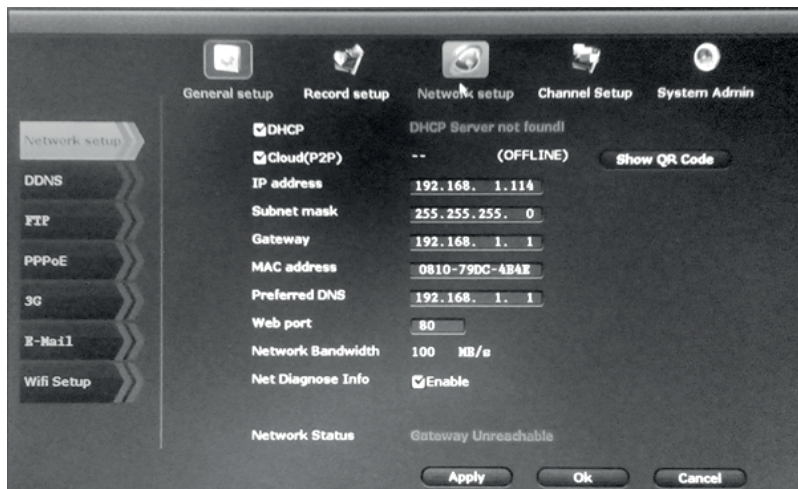 General setup Record setup Network setup Channel Setup System Admin
Network setup
DDNS
FTP
PPPoE
3G
E-Mail
Wifi Setup
DHCP DHCP Server not found!
Cloud(P2P) -- (OFFLINE) Show QR Code
IP address 192.168. 1.114
Subnet mask 255.255.255. 0
Gateway 192.168. 1. 1
MAC address 0810-79DC-4B4E
Preferred DNS 192.168. 1. 1
Web port 80
Network Bandwidth 100 MB/s
Net Diagnose Info Enable
Network Status Gateway Unreachable
Apply Ok Cancel